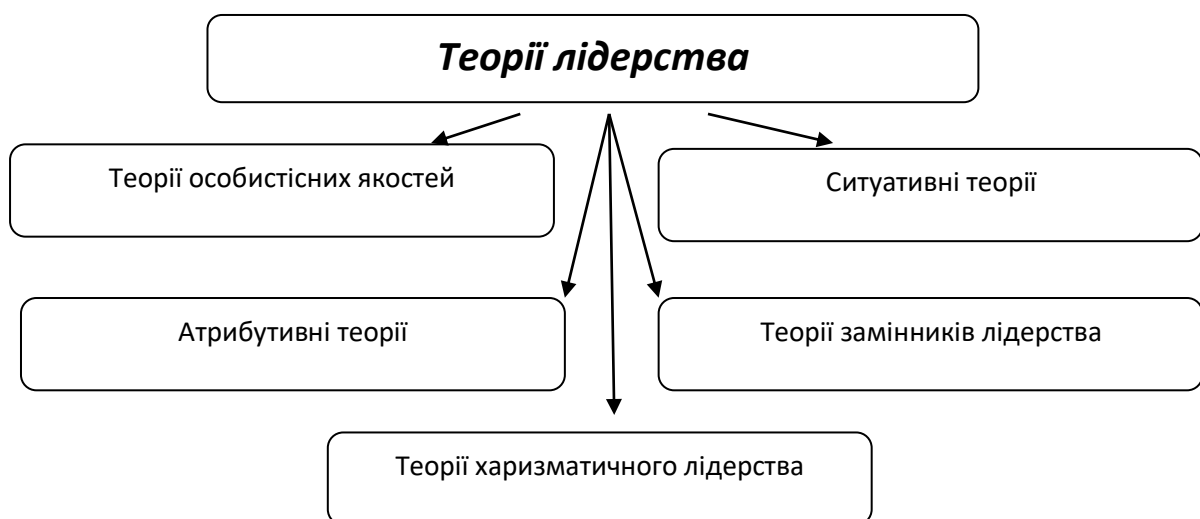 Теорії лідерства
Теорії особистісних якостей
Ситуативні теорії
Атрибутивні теорії
Теорії замінників лідерства
Теорії харизматичного лідерства